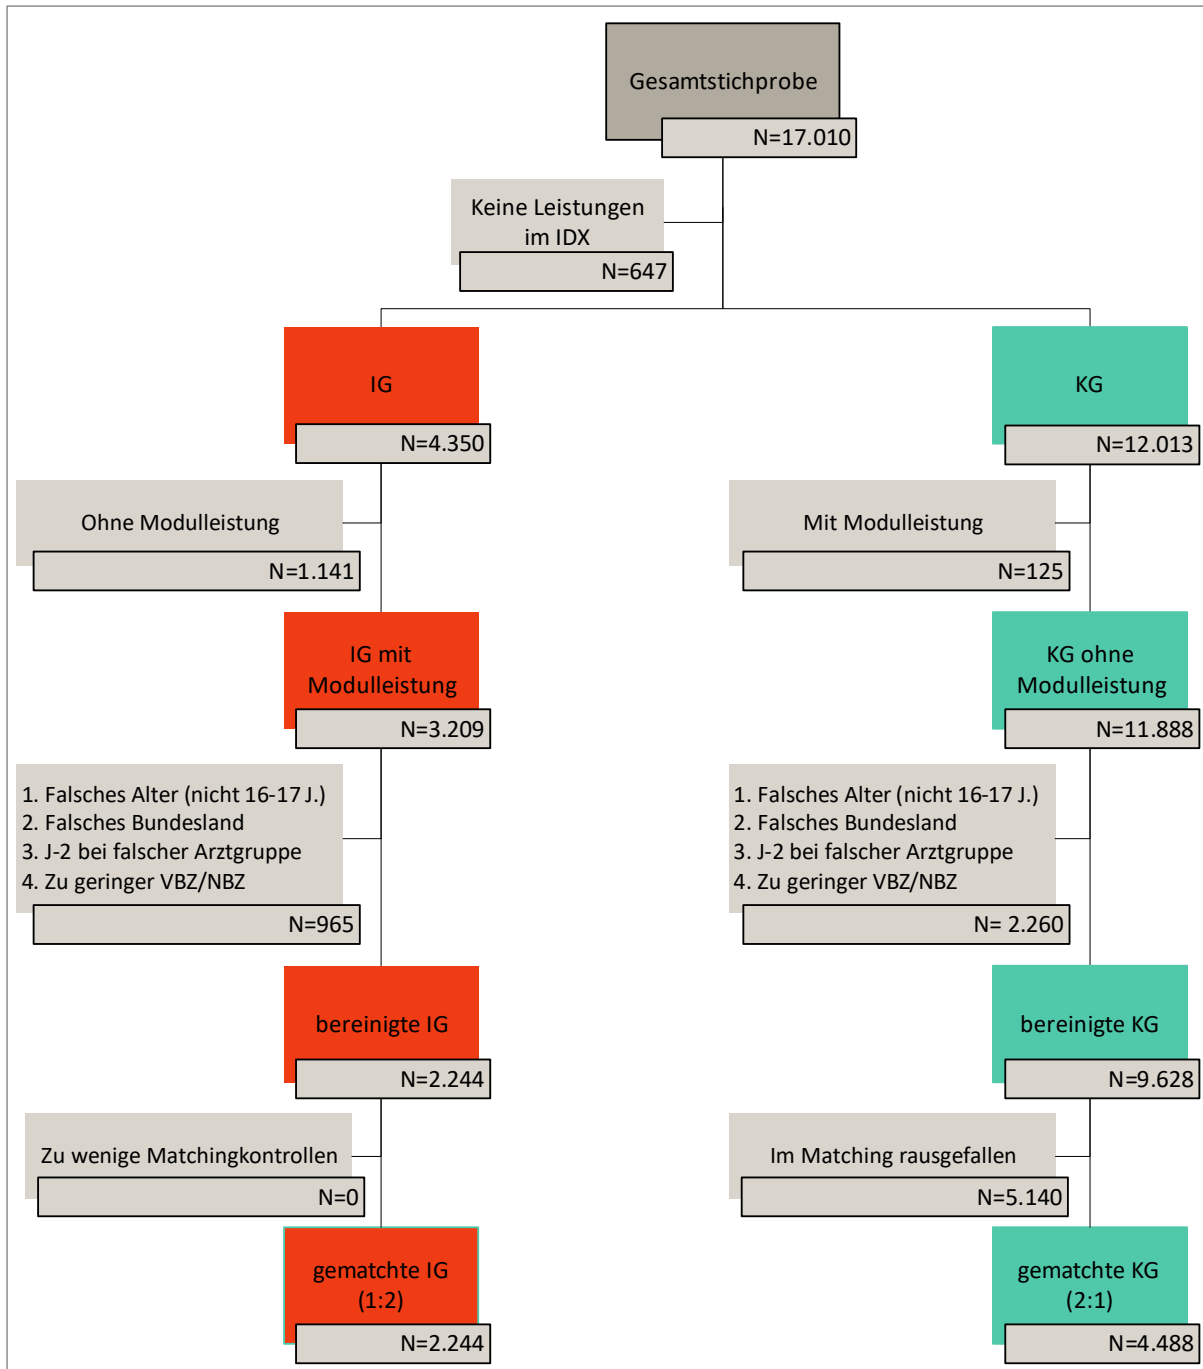 Gesamtstichprobe
N=17.010
Keine Leistungen
im IDX
N=647
IG
N=4.350
KG
N=12.013
Ohne Modulleistung
N=1.141
Mit Modulleistung
N=125
IG mit
Modulleistung
N=3.209
KG ohne
Modulleistung
N=11.888
1. Falsches Alter (nicht 16-17 J.)
2. Falsches Bundesland
3. J-2 bei falscher Arztgruppe
4. Zu geringer VBZ/NBZ
N=965
1. Falsches Alter (nicht 16-17 J.)
2. Falsches Bundesland
3. J-2 bei falscher Arztgruppe
4. Zu geringer VBZ/NBZ
N= 2.260
bereinigte IG
N=2.244
bereinigte KG
N=9.628
Zu wenige Matchingkontrollen
N=0
Im Matching rausgefallen
N=5.140
gematchte IG
(1:2)
N=2.244
gematchte KG
(2:1)
N=4.488